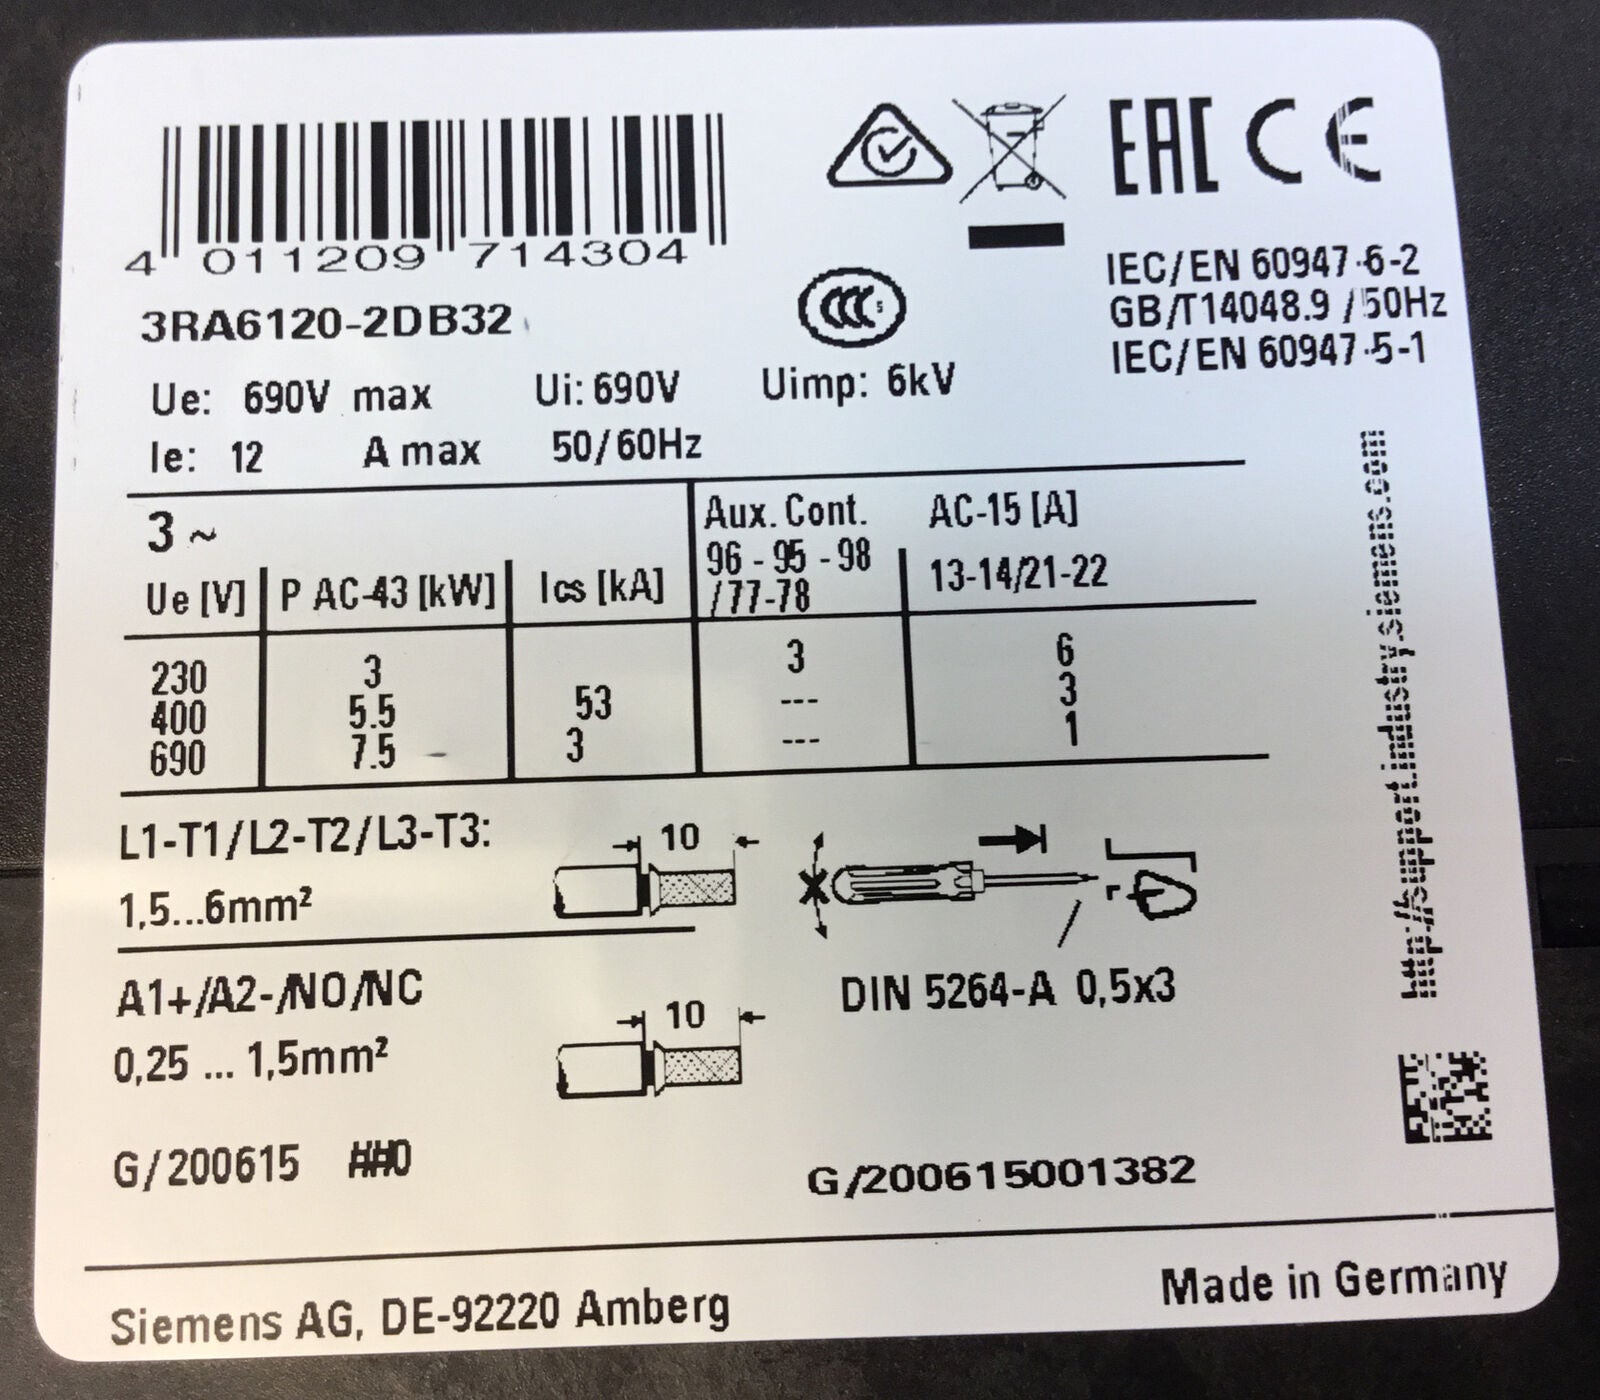 4 011209 714304
EAC CE
3RA6120-2DB32
CCC S
IEC/EN 60947-6-2
GB/T14048.9 /50Hz
IEC/EN 60947-5-1
Ue: 690V max Ui: 690V Uimp: 6kV
Ie: 12 A max 50/60Hz
3 ~ Aux. Cont. AC-15 [A]
96 - 95 - 98
Ue [V] P AC-43 [kW] Ics [kA] /77-78 13-14/21-22
230 3 3 6
400 5.5 53 --- 3
690 7.5 3 --- 1
http://support.industry.siemens.com
L1-T1/L2-T2/L3-T3: 10
1,5...6mm² r
A1+/A2-/NO/NC 10 DIN 5264-A 0,5x3
0,25 ... 1,5mm²
G/200615 ##0 G/200615001382
Siemens AG, DE-92220 Amberg Made in Germany